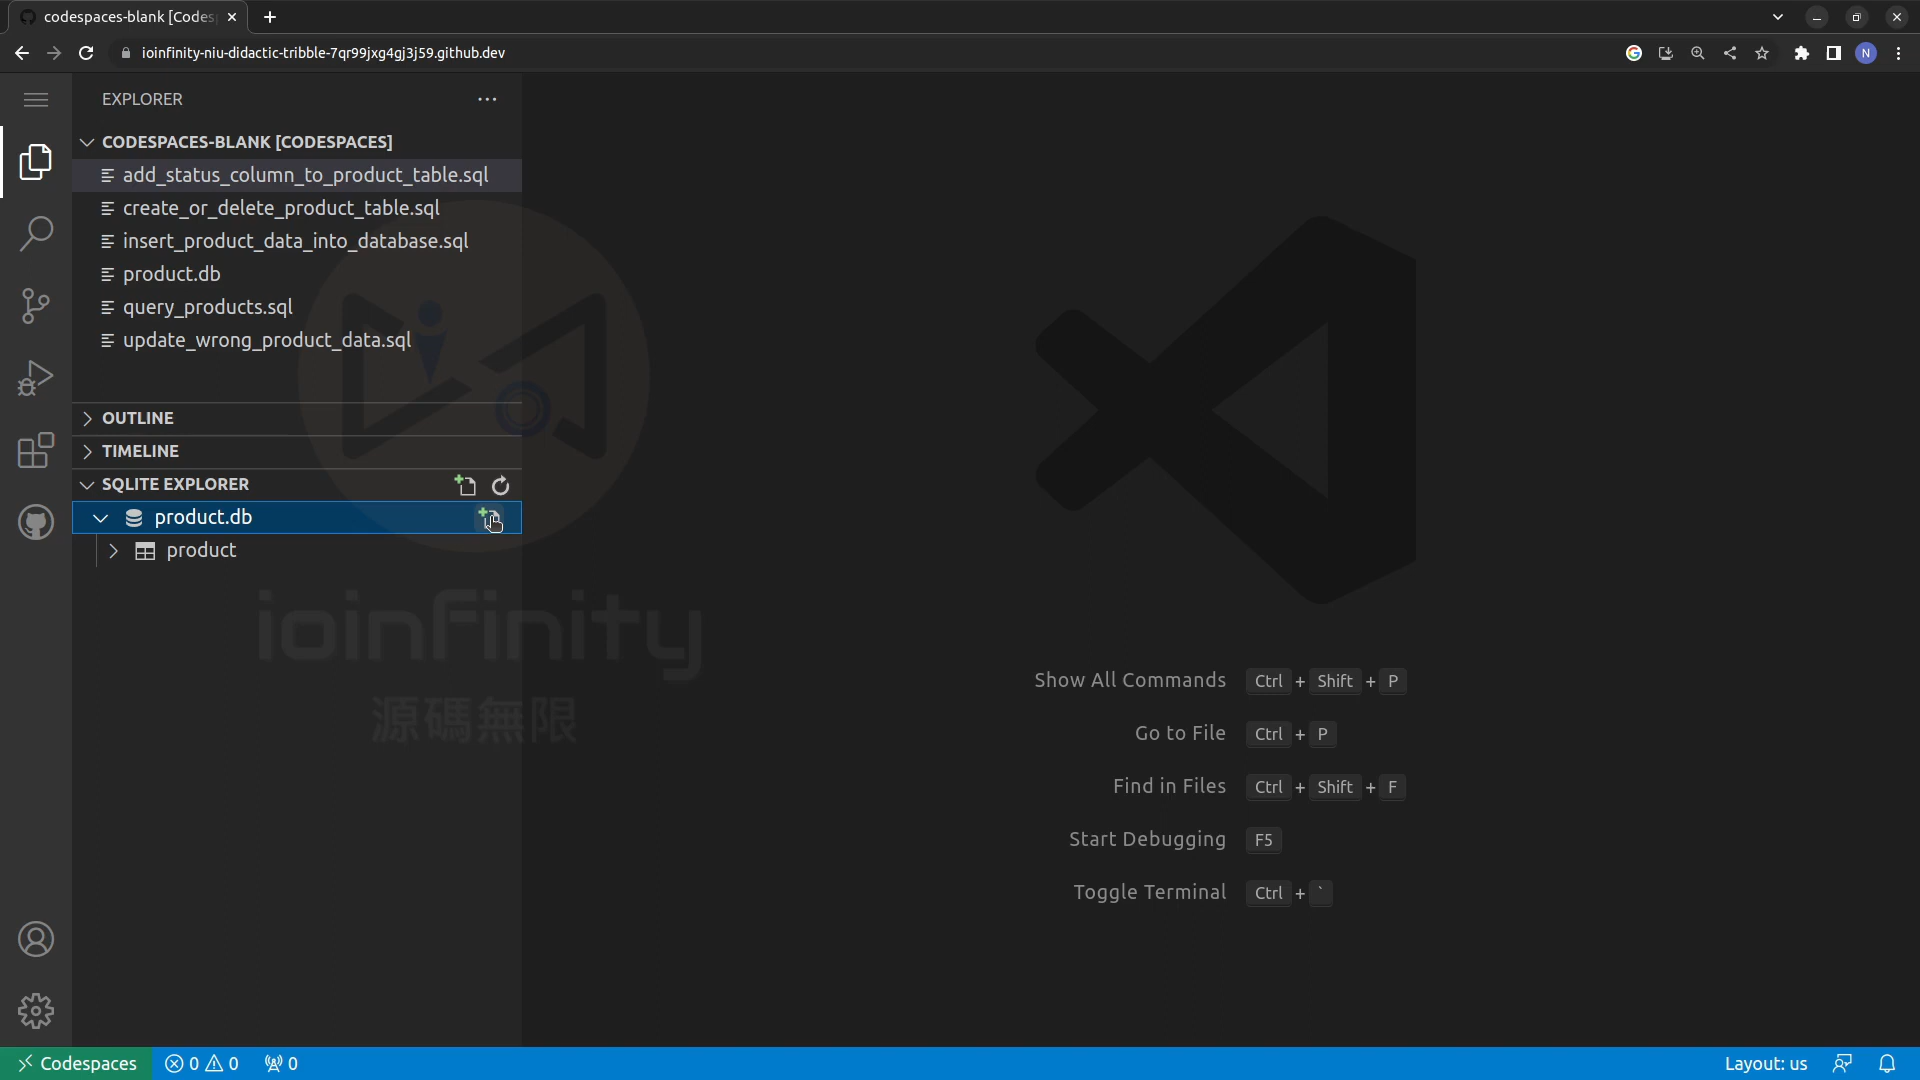 codespaces-blank [Codes
ioinfinity-niu-didactic-tribble-7qr99jxg4gj3j59.github.dev
N
EXPLORER
CODESPACES-BLANK [CODESPACES]
add_status_column_to_product_table.sql
create_or_delete_product_table.sql
insert_product_data_into_database.sql
product.db
query_products.sql
update_wrong_product_data.sql
OUTLINE
TIMELINE
SQLITE EXPLORER
product.db
product
ioinfinity
源碼無限
Show All Commands Ctrl + Shift + P
Go to File Ctrl + P
Find in Files Ctrl + Shift + F
Start Debugging F5
Toggle Terminal Ctrl + `
Codespaces 0 0 0 Layout: us